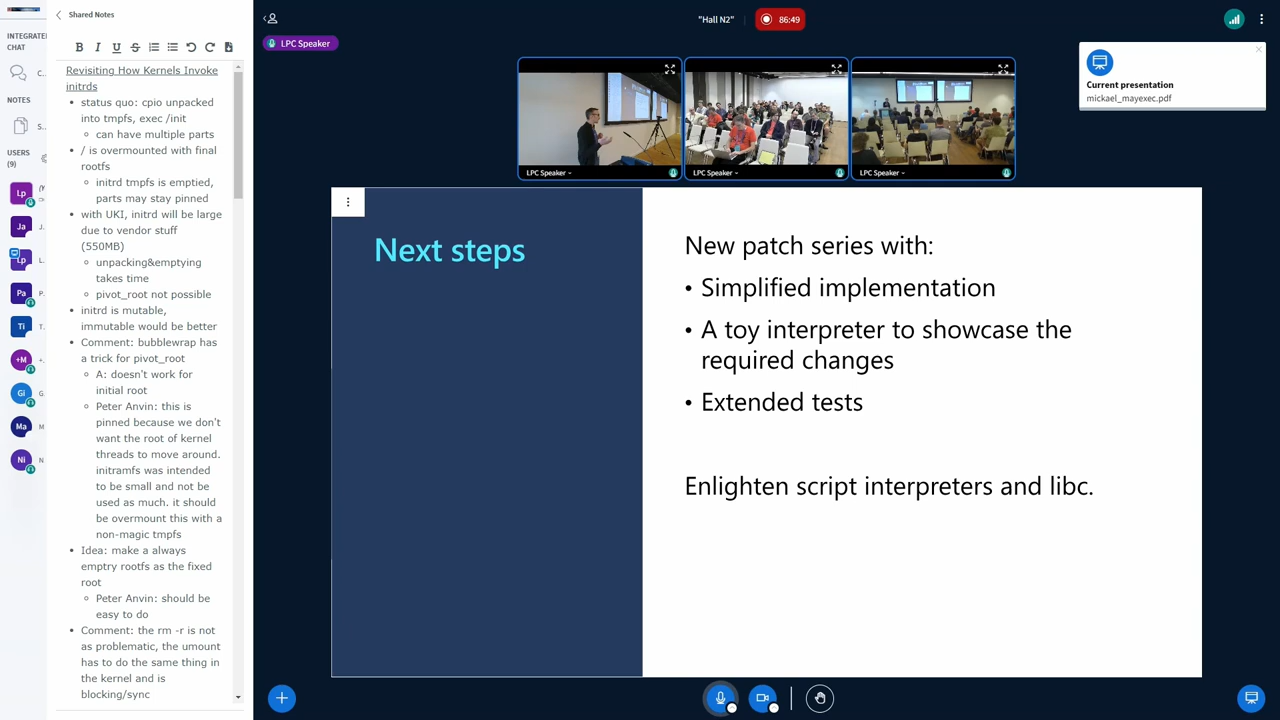 INTEGRATE
CHAT
C..
NOTES
S..
USERS
(9)
Lp
Ja
J.
Lp
L.
Pa
P.
Ti
T.
+M
+.
Gi
G.
Ma
M
Ni
N
Shared Notes
B I U S
Revisiting How Kernels Invoke
initrds
• status quo: cpio unpacked
into tmpfs, exec /init
◦ can have multiple parts
• / is overmounted with final
rootfs
◦ initrd tmpfs is emptied,
parts may stay pinned
• with UKI, initrd will be large
due to vendor stuff
(550MB)
◦ unpacking&emptying
takes time
◦ pivot_root not possible
• initrd is mutable,
immutable would be better
• Comment: bubblewrap has
a trick for pivot_root
◦ A: doesn't work for
initial root
◦ Peter Anvin: this is
pinned because we don't
want the root of kernel
threads to move around.
initramfs was intended
to be small and not be
used as much. it should
be overmount this with a
non-magic tmpfs
• Idea: make a always
emptry rootfs as the fixed
root
◦ Peter Anvin: should be
easy to do
• Comment: the rm -r is not
as problematic, the umount
has to do the same thing in
the kernel and is
blocking/sync
"Hall N2"
86:49
LPC Speaker
LPC Speaker
LPC Speaker
LPC Speaker
Current presentation
mickael_mayexec.pdf
Next steps
New patch series with:
• Simplified implementation
• A toy interpreter to showcase the
required changes
• Extended tests
Enlighten script interpreters and libc.